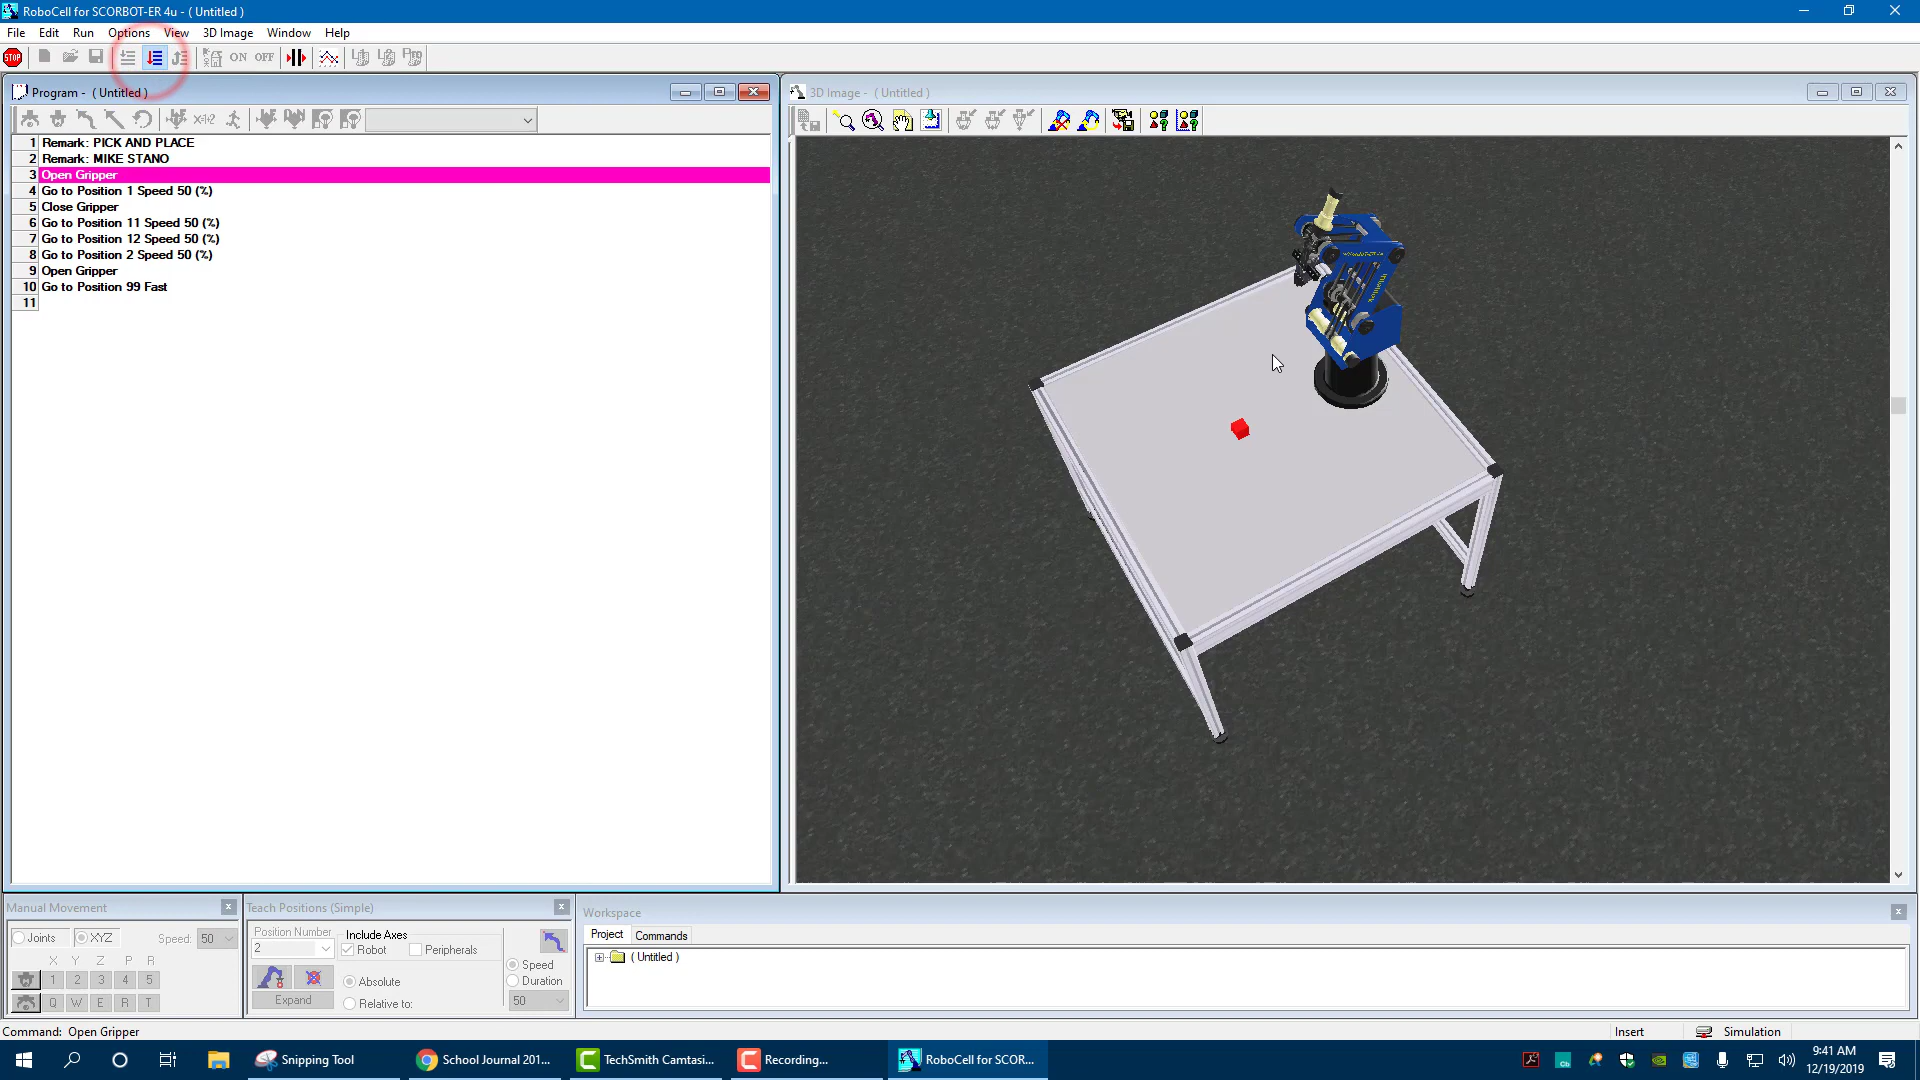 RoboCell for SCORBOT-ER 4u - ( Untitled )
File Edit Run Options View 3D Image Window Help
STOP ON OFF
Program - ( Untitled )
3D Image - ( Untitled )
1 Remark: PICK AND PLACE
2 Remark: MIKE STANO
3 Open Gripper
4 Go to Position 1 Speed 50 (%)
5 Close Gripper
6 Go to Position 11 Speed 50 (%)
7 Go to Position 12 Speed 50 (%)
8 Go to Position 2 Speed 50 (%)
9 Open Gripper
10 Go to Position 99 Fast
11
Manual Movement
Joints XYZ Speed: 50
X Y Z P R
1 2 3 4 5
Q W E R T
Teach Positions (Simple)
Position Number
2
Include Axes
Robot Peripherals
Absolute
Relative to:
Expand
Speed
Duration
50
Workspace
Project Commands
( Untitled )
Command: Open Gripper
Insert Simulation
Snipping Tool
School Journal 201...
TechSmith Camtasi...
Recording...
RoboCell for SCOR...
9:41 AM
12/19/2019